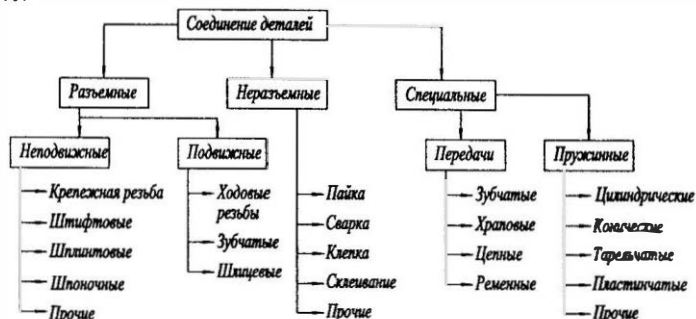 Соединение деталей
Разъемные
Неразъемные
Специальные
Неподвижные
Подвижные
Передачи
Пружинные
Крепежная резьба
Штифтовые
Шплинтовые
Шпоночные
Прочие
Ходовые
резьбы
Зубчатые
Шлицевые
Пайка
Сварка
Клепка
Склеивание
Прочие
Зубчатые
Храповые
Цепные
Ременные
Цилиндрические
Конические
Тарельчатые
Пластинчатые
Прочие